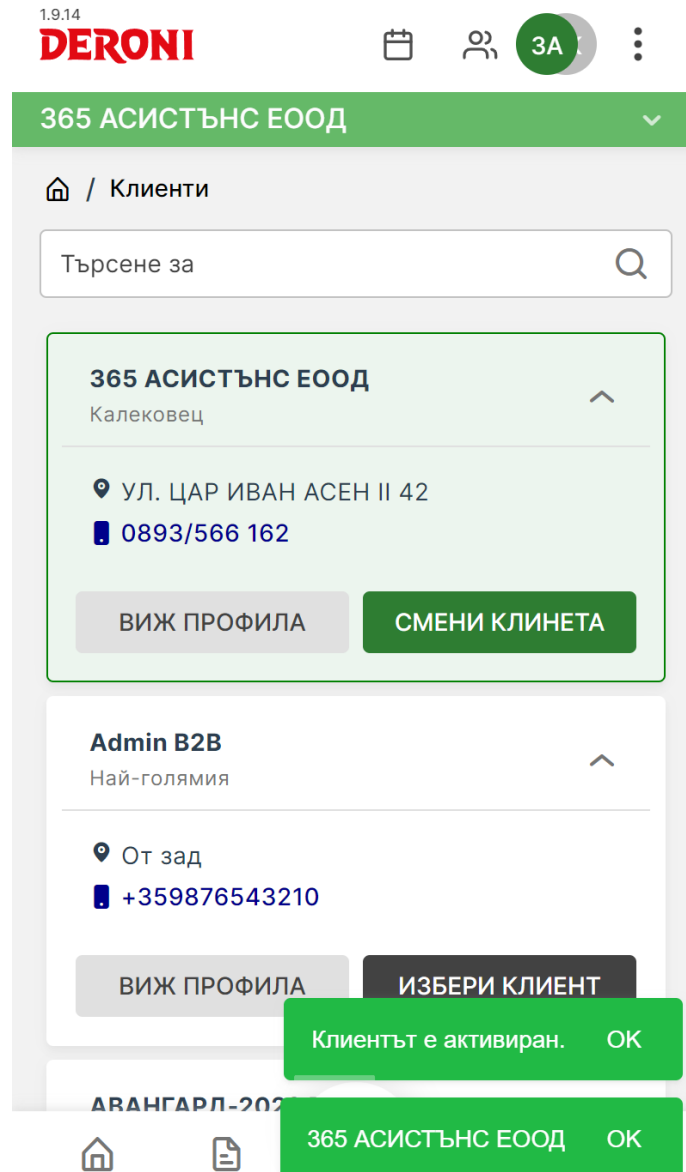 1.9.14
DERONI
ЗА
365 АСИСТЪНС ЕООД
/ Клиенти
Търсене за
365 АСИСТЪНС ЕООД
Калековец
УЛ. ЦАР ИВАН АСЕН II 42
0893/566 162
ВИЖ ПРОФИЛА СМЕНИ КЛИНЕТА
Admin B2B
Най-голямия
От зад
+359876543210
ВИЖ ПРОФИЛА ИЗБЕРИ КЛИЕНТ
Клиентът е активиран. OK
365 АСИСТЪНС ЕООД OK